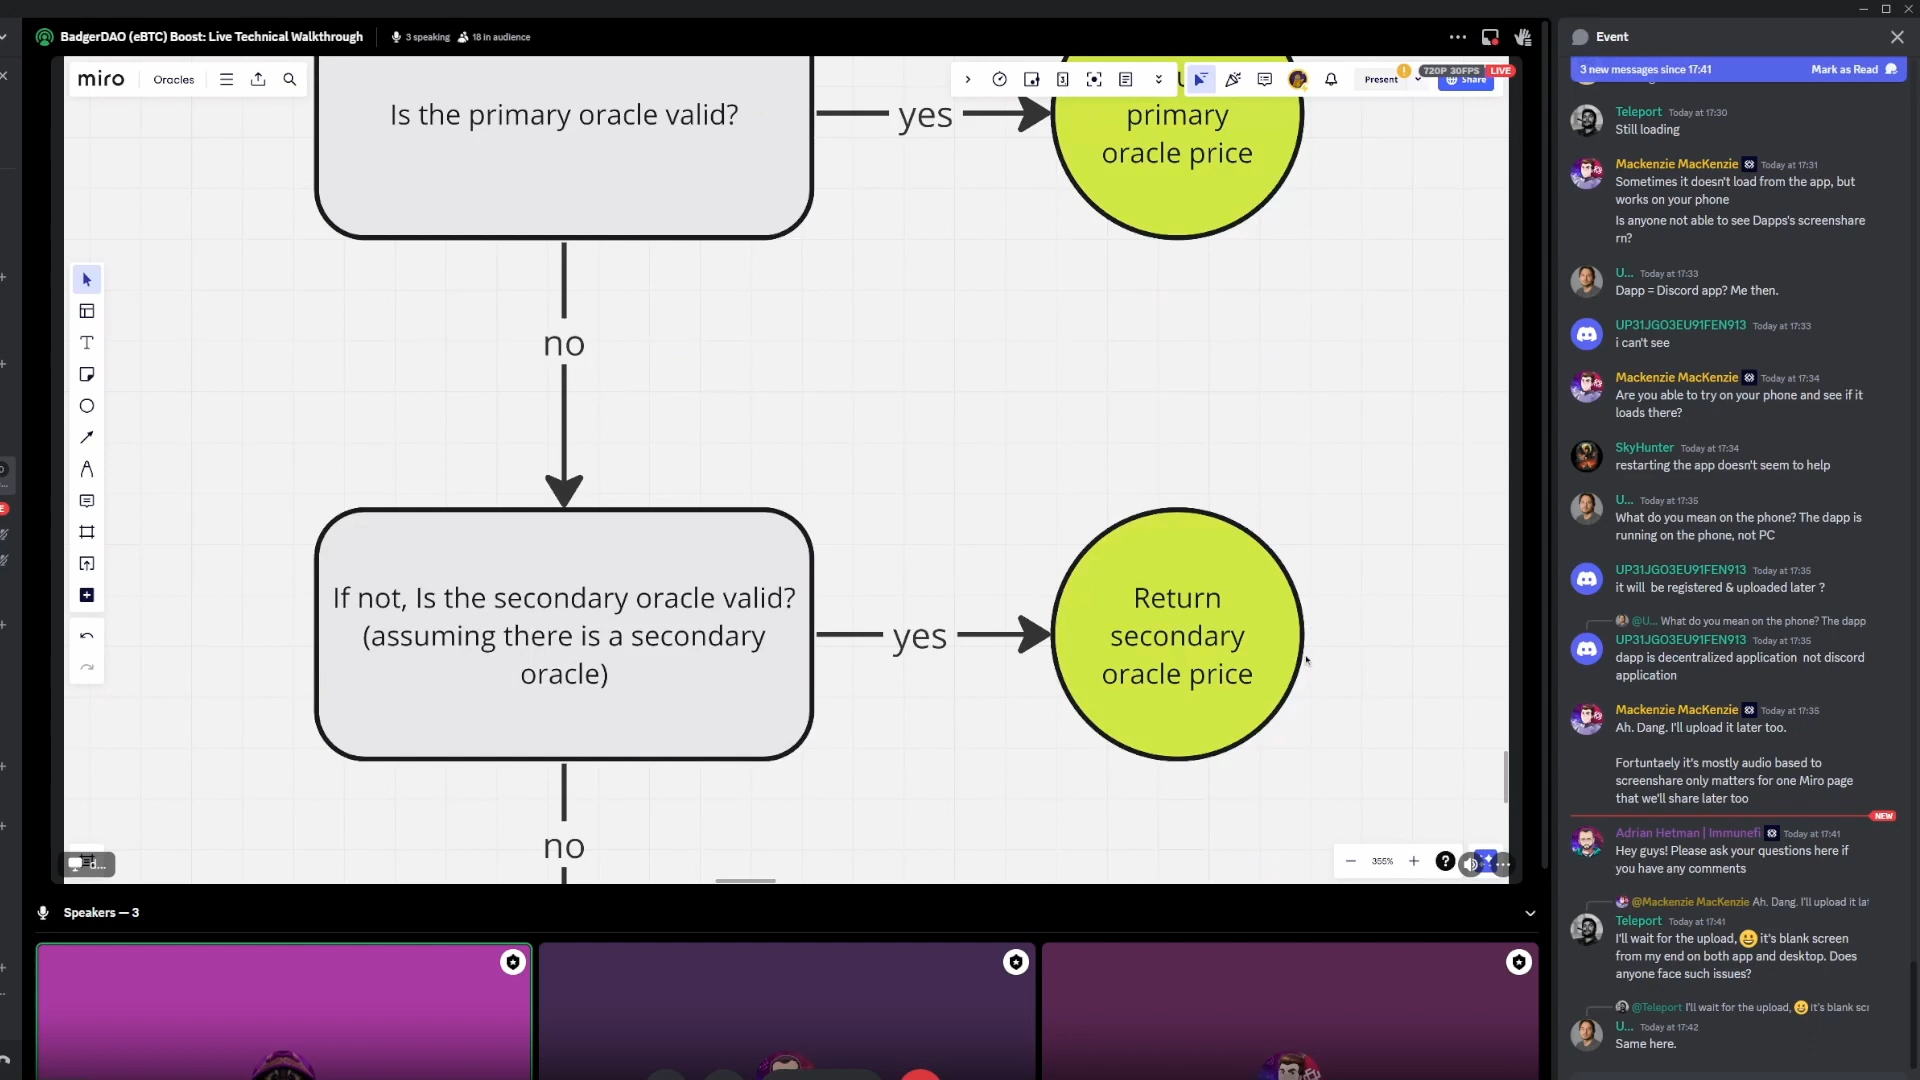 BadgerDAO (eBTC) Boost: Live Technical Walkthrough
3 speaking
18 in audience
Event
3 new messages since 17:41
Mark as Read
miro
Oracles
Present
720P 30FPS
LIVE
Share
Is the primary oracle valid?
yes
primary
oracle price
no
If not, Is the secondary oracle valid?
(assuming there is a secondary
oracle)
yes
Return
secondary
oracle price
no
355%
Speakers — 3
Teleport Today at 17:30
Still loading
Mackenzie MacKenzie Today at 17:31
Sometimes it doesn't load from the app, but
works on your phone
Is anyone not able to see Dapps's screenshare
rn?
U... Today at 17:33
Dapp = Discord app? Me then.
UP31JGO3EU91FEN913 Today at 17:33
i can't see
Mackenzie MacKenzie Today at 17:34
Are you able to try on your phone and see if it
loads there?
SkyHunter Today at 17:34
restarting the app doesn't seem to help
U... Today at 17:35
What do you mean on the phone? The dapp is
running on the phone, not PC
UP31JGO3EU91FEN913 Today at 17:35
it will be registered & uploaded later ?
@U... What do you mean on the phone? The dapp
UP31JGO3EU91FEN913 Today at 17:35
dapp is decentralized application not discord
application
Mackenzie MacKenzie Today at 17:35
Ah. Dang. I'll upload it later too.
Fortuntaely it's mostly audio based to
screenshare only matters for one Miro page
that we'll share later too
NEW
Adrian Hetman | Immunefi Today at 17:41
Hey guys! Please ask your questions here if
you have any comments
@Mackenzie MacKenzie Ah. Dang. I'll upload it lat
Teleport Today at 17:41
I'll wait for the upload, 😀 it's blank screen
from my end on both app and desktop. Does
anyone face such issues?
@Teleport I'll wait for the upload, 😀 it's blank scr
U... Today at 17:42
Same here.